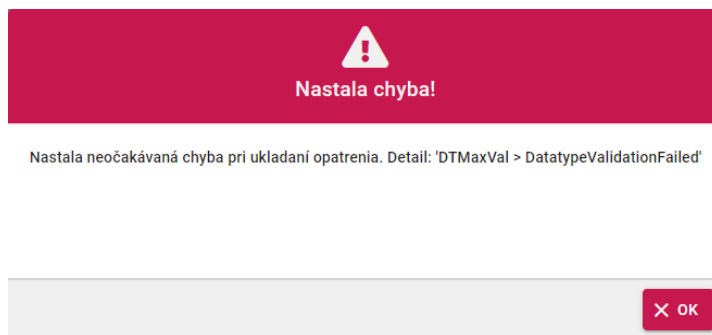 Nastala chyba!
Nastala neočakávaná chyba pri ukladaní opatrenia. Detail: 'DTMaxVal > DatatypeValidationFailed'
OK